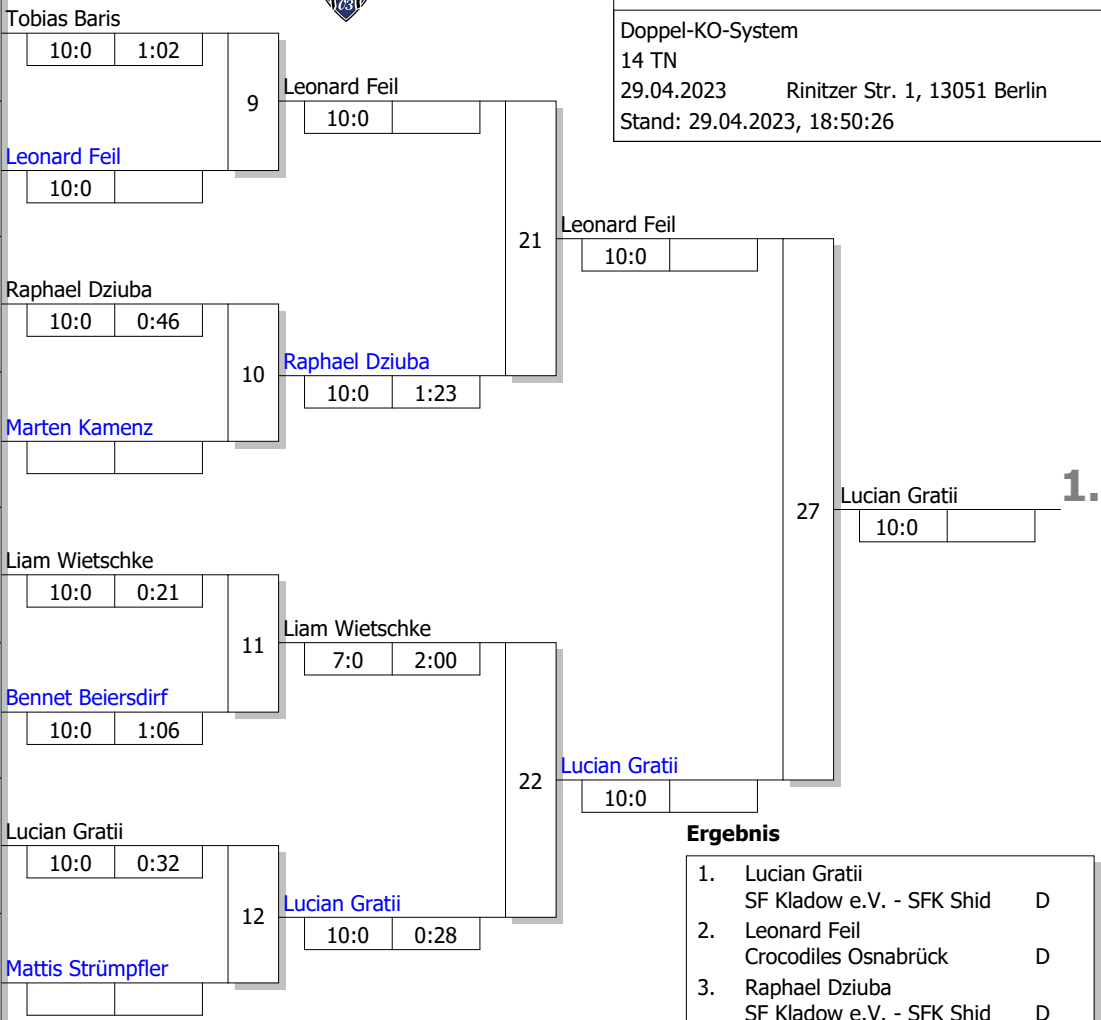 Doppel-KO-System
14 TN
29.04.2023 Rinitzer Str. 1, 13051 Berlin
Stand: 29.04.2023, 18:50:26
Tobias Baris
10:0 1:02
9
Leonard Feil
10:0
Leonard Feil
10:0
21
Leonard Feil
10:0
Raphael Dziuba
10:0 0:46
10
Raphael Dziuba
10:0 1:23
Marten Kamenz
27
Lucian Gratii
10:0
1.
Liam Wietschke
10:0 0:21
11
Liam Wietschke
7:0 2:00
Bennet Beiersdirf
10:0 1:06
22
Lucian Gratii
10:0
Lucian Gratii
10:0 0:32
12
Lucian Gratii
10:0 0:28
Mattis Strümpfler
Ergebnis
1. Lucian Gratii
SF Kladow e.V. - SFK Shid D
2. Leonard Feil
Crocodiles Osnabrück D
3. Raphael Dziuba
SF Kladow e.V. - SFK Shid D